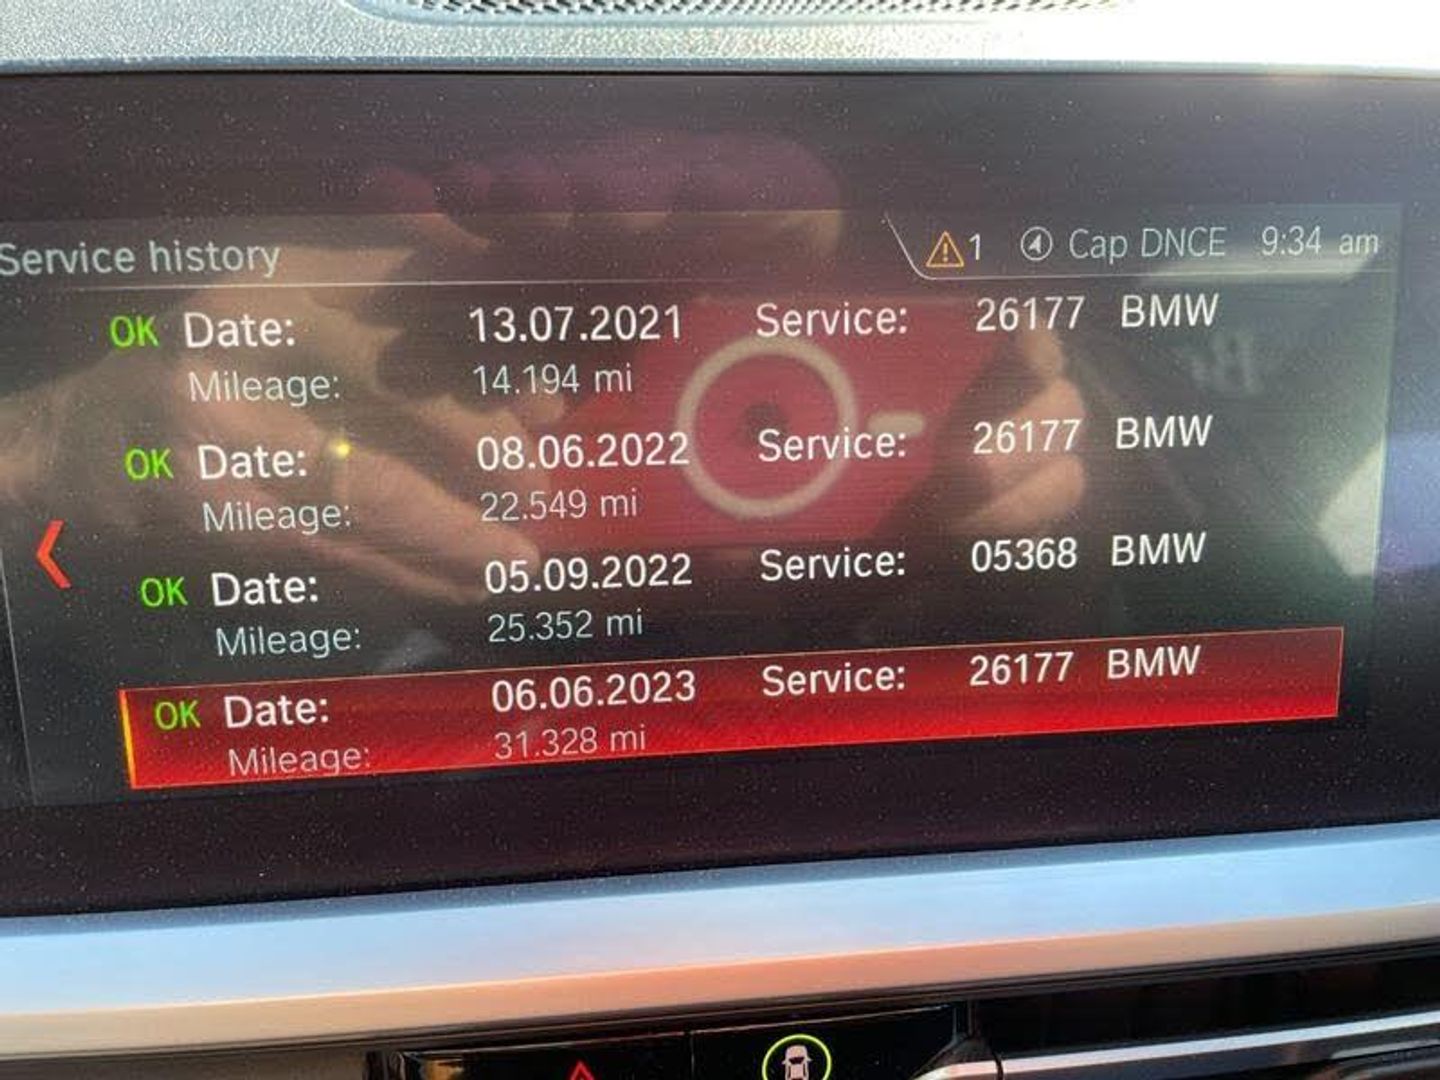 Service history
1 Cap DNCE 9:34 am
OK Date: 13.07.2021 Service: 26177 BMW
Mileage: 14.194 mi
OK Date: 08.06.2022 Service: 26177 BMW
Mileage: 22.549 mi
OK Date: 05.09.2022 Service: 05368 BMW
Mileage: 25.352 mi
OK Date: 06.06.2023 Service: 26177 BMW
Mileage: 31.328 mi